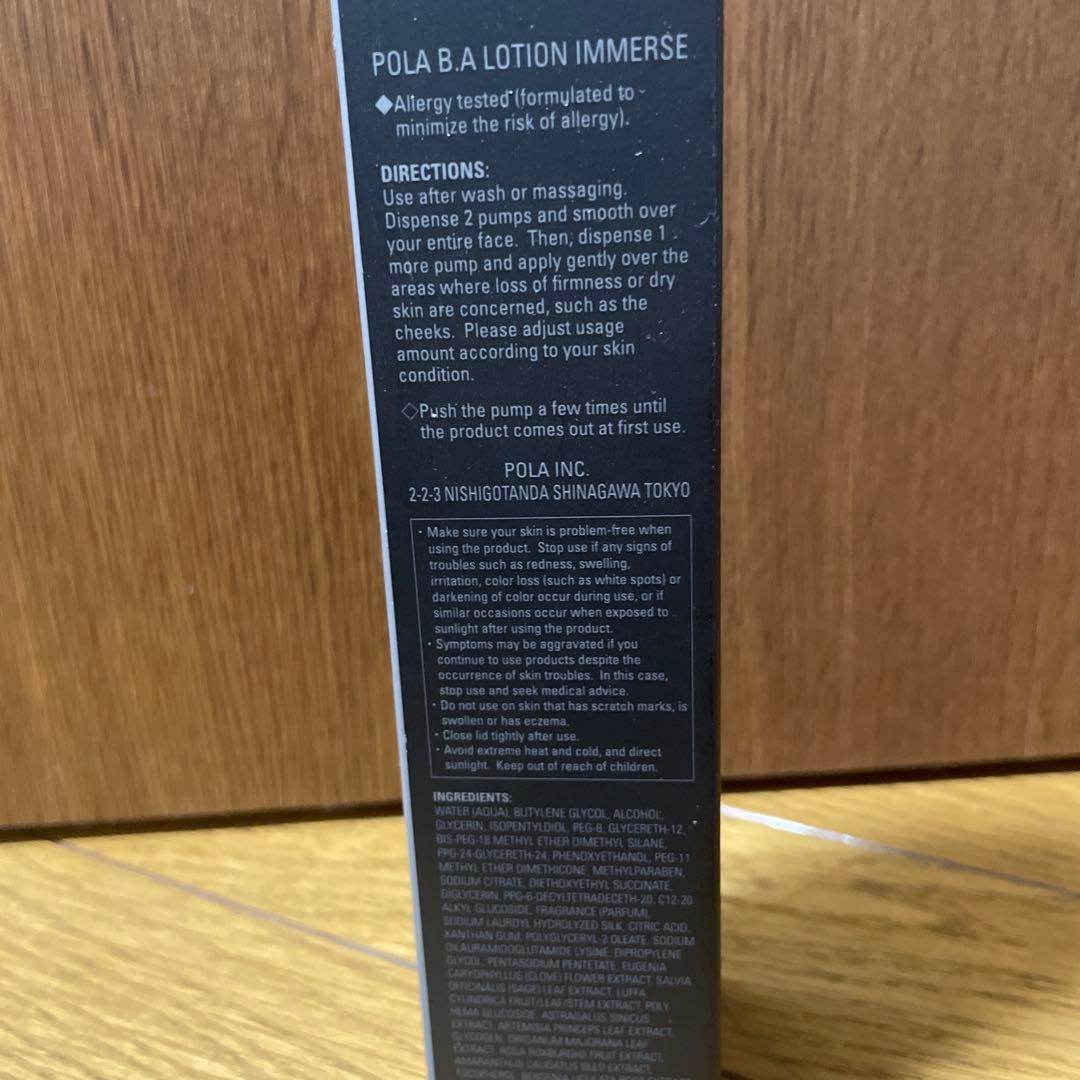 POLA B.A LOTION IMMERSE
◆Allergy tested (formulated to
minimize the risk of allergy).
DIRECTIONS:
Use after wash or massaging.
Dispense 2 pumps and smooth over
your entire face. Then, dispense 1
more pump and apply gently over the
areas where loss of firmness or dry
skin are concerned, such as the
cheeks. Please adjust usage
amount according to your skin
condition.
◇Push the pump a few times until
the product comes out at first use.
POLA INC.
2-2-3 NISHIGOTANDA SHINAGAWA TOKYO
・Make sure your skin is problem-free when
using the product. Stop use if any signs of
troubles such as redness, swelling,
irritation, color loss (such as white spots) or
darkening of color occur during use, or if
similar occasions occur when exposed to
sunlight after using the product.
・Symptoms may be aggravated if you
continue to use products despite the
occurrence of skin troubles. In this case,
stop use and seek medical advice.
・Do not use on skin that has scratch marks, is
swollen or has eczema.
・Close lid tightly after use.
・Avoid extreme heat and cold, and direct
sunlight. Keep out of reach of children.
INGREDIENTS:
WATER (AQUA), BUTYLENE GLYCOL, ALCOHOL,
GLYCERIN, ISOPENTYLDIOL, PEG-8, GLYCERETH-12,
BIS-PEG-18 METHYL ETHER DIMETHYL SILANE,
PPG-24-GLYCERETH-24, PHENOXYETHANOL, PEG-11
METHYL ETHER DIMETHICONE, METHYLPARABEN,
SODIUM CITRATE, DIETHOXYETHYL SUCCINATE,
DIGLYCERIN, PPG-6-DECYLTETRADECETH-20, C12-20
ALKYL GLUCOSIDE, FRAGRANCE (PARFUM),
SODIUM LAUROYL HYDROLYZED SILK, CITRIC ACID,
XANTHAN GUM, POLYGLYCERYL-2 OLEATE, SODIUM
DILAURAMIDOGLUTAMIDE LYSINE, DIPROPYLENE
GLYCOL, PENTASODIUM PENTETATE, EUGENIA
CARYOPHYLLUS (CLOVE) FLOWER EXTRACT, SALVIA
OFFICINALIS (SAGE) LEAF EXTRACT, LUFFA
CYLINDRICA FRUIT/LEAF/STEM EXTRACT, POLY
HEMA GLUCOSIDE, ASTRAGALUS SINICUS
EXTRACT, ARTEMISIA PRINCEPS LEAF EXTRACT,
GLYCOGEN, ORIGANUM MAJORANA LEAF
EXTRACT, ROSA ROXBURGHII FRUIT EXTRACT,
AMARANTHUS CAUDATUS SEED EXTRACT,
TOCOPHEROL, BERGENIA LIGULATA ROOT EXTRACT